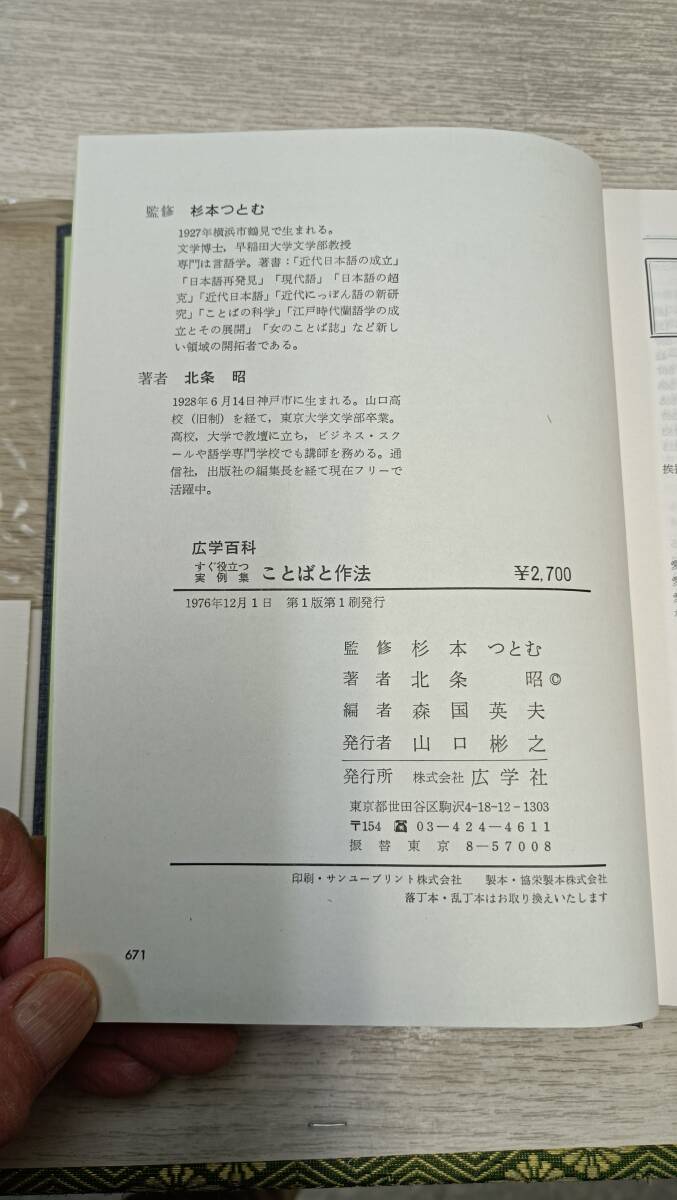 監修 杉本つとむ
1927年横浜市鶴見で生まれる。
文学博士，早稲田大学文学部教授
専門は言語学。著書：「近代日本語の成立」
「日本語再発見」「現代語」「日本語の超
克」「近代日本語」「近代にっぽん語の新研
究」「ことばの科学」「江戸時代蘭語学の成
立とその展開」「女のことば誌」など新し
い領域の開拓者である。
著者 北条 昭
1928年6月14日神戸市に生まれる。山口高
校（旧制）を経て，東京大学文学部卒業。
高校，大学で教壇に立ち，ビジネス・スク
ールや語学専門学校でも講師を務める。通
信社，出版社の編集長を経て現在フリーで
活躍中。
広学百科
すぐ役立つ
実例集 ことばと作法 ¥2,700
1976年12月1日 第1版第1刷発行
監修 杉本 つとむ
著者 北条 昭©
編者 森国英夫
発行者 山口彬之
発行所 株式会社 広学社
東京都世田谷区駒沢4-18-12-1303
〒154 ☎ 03—424—4611
振替東京 8—57008
印刷・サンユープリント株式会社 製本・協栄製本株式会社
落丁本・乱丁本はお取り換えいたします
671